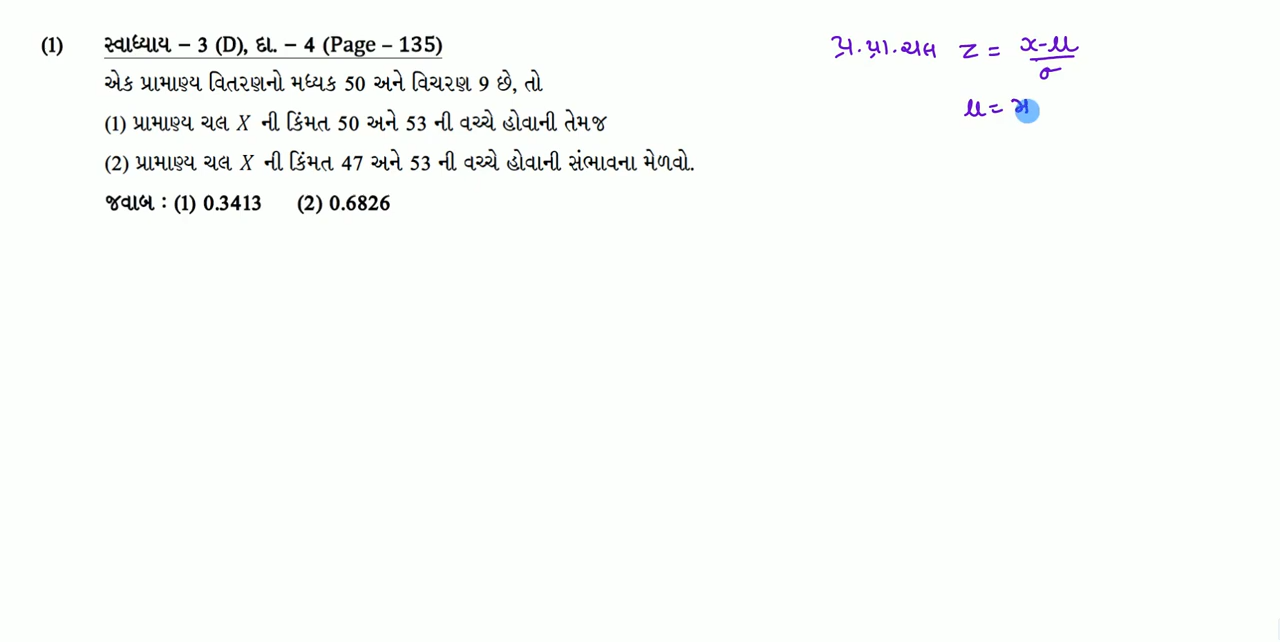 (1) સ્વાધ્યાય – 3 (D), દા. – 4 (Page – 135)
એક પ્રામાણ્ય વિતરણનો મધ્યક 50 અને વિચરણ 9 છે, તો
(1) પ્રામાણ્ય ચલ X ની કિંમત 50 અને 53 ની વચ્ચે હોવાની તેમજ
(2) પ્રામાણ્ય ચલ X ની કિંમત 47 અને 53 ની વચ્ચે હોવાની સંભાવના મેળવો.
જવાબ : (1) 0.3413 (2) 0.6826
પ્ર.પ્રા.ચલ z = x-μ/σ
μ = મ